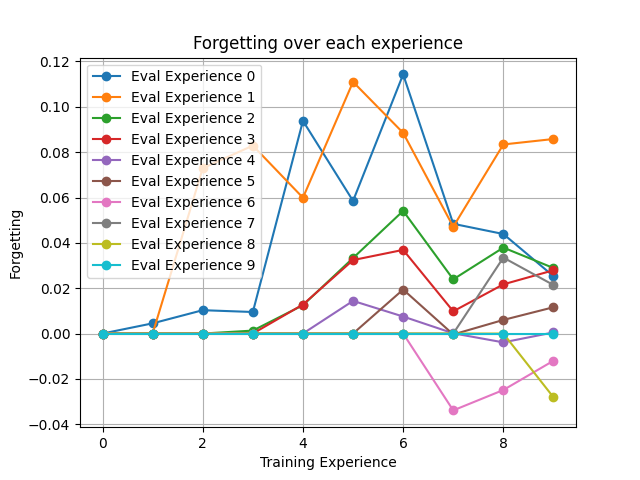 Forgetting over each experience
0.12
0.10
0.08
0.06
0.04
0.02
0.00
−0.02
−0.04
Forgetting
Eval Experience 0
Eval Experience 1
Eval Experience 2
Eval Experience 3
Eval Experience 4
Eval Experience 5
Eval Experience 6
Eval Experience 7
Eval Experience 8
Eval Experience 9
0 2 4 6 8
Training Experience